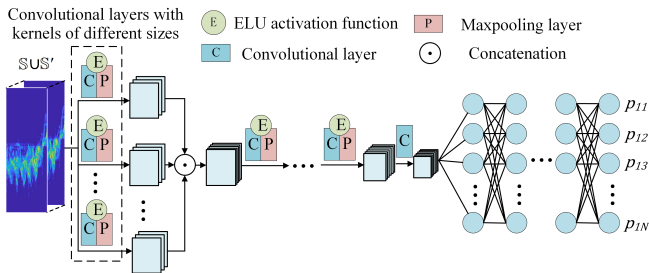 Convolutional layers with
kernels of different sizes
E ELU activation function
P Maxpooling layer
C Convolutional layer
Concatenation
𝕊∪𝕊′
E
C P
E
C P
E
C P
E
C P
E
C P
C
p11
p12
p13
p1N